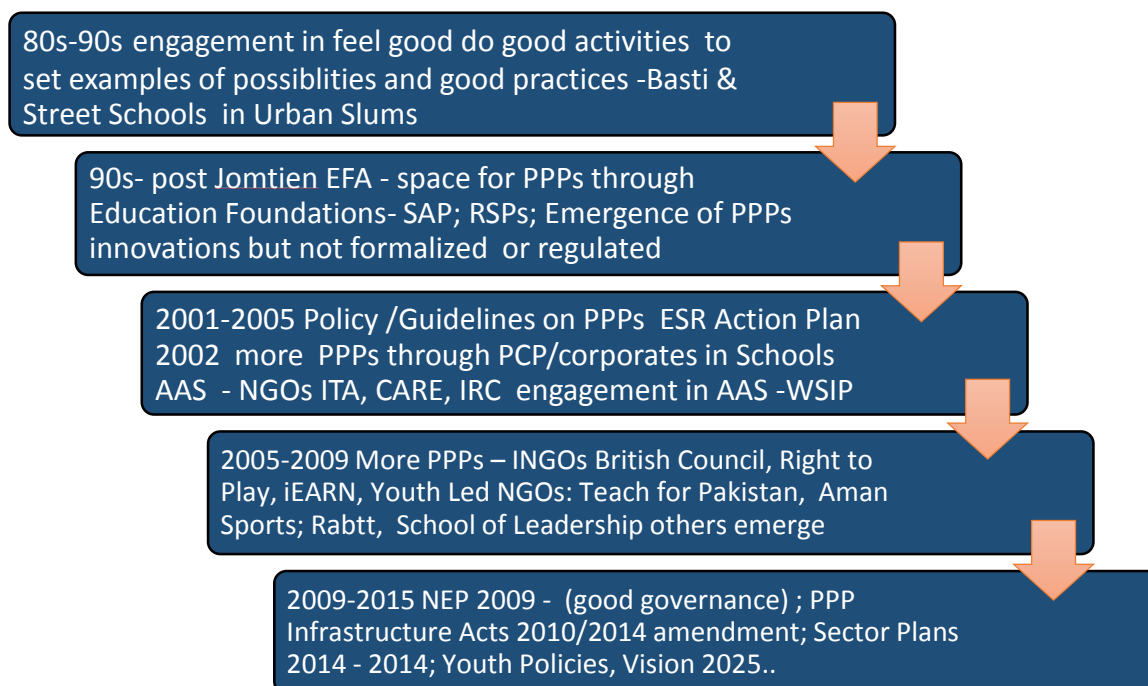 80s-90s engagement in feel good do good activities to
set examples of possiblities and good practices -Basti &
Street Schools in Urban Slums
90s- post Jomtien EFA - space for PPPs through
Education Foundations- SAP; RSPs; Emergence of PPPs
innovations but not formalized or regulated
2001-2005 Policy /Guidelines on PPPs ESR Action Plan
2002 more PPPs through PCP/corporates in Schools
AAS - NGOs ITA, CARE, IRC engagement in AAS -WSIP
2005-2009 More PPPs – INGOs British Council, Right to
Play, iEARN, Youth Led NGOs: Teach for Pakistan, Aman
Sports; Rabtt, School of Leadership others emerge
2009-2015 NEP 2009 - (good governance) ; PPP
Infrastructure Acts 2010/2014 amendment; Sector Plans
2014 - 2014; Youth Policies, Vision 2025..